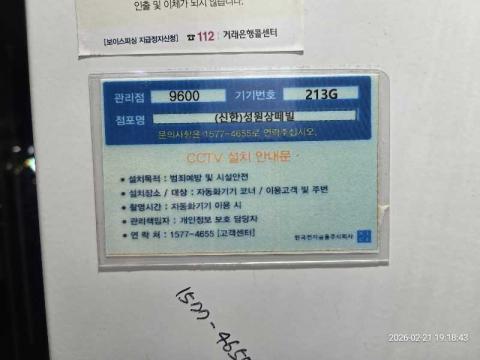 인출 및 이체가 되지 않습니다.
[보이스피싱 지급정지신청] ☎112 : 거래은행콜센터
관리점 9600 기기번호 213G
점포명 (신한)성원상떼빌
문의사항은 1577-4655로 연락주십시오.
CCTV 설치 안내문
• 설치목적 : 범죄예방 및 시설안전
• 설치장소 / 대상 : 자동화기기 코너 / 이용고객 및 주변
• 촬영시간 : 자동화기기 이용 시
• 관리책임자 : 개인정보 보호 담당자
• 연 락 처 : 1577-4655 [고객센터]
한국전자금융주식회사
1577-4655
2026-02-21 19:18:43